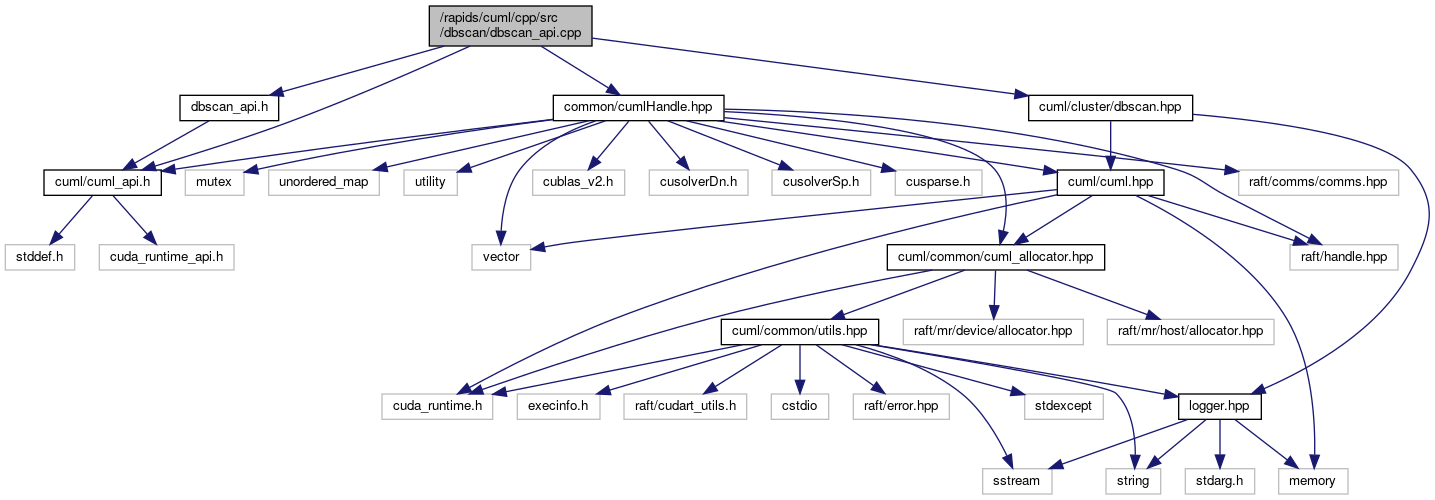 /rapids/cuml/cpp/src
/dbscan/dbscan_api.cpp
dbscan_api.h
common/cumlHandle.hpp
cuml/cluster/dbscan.hpp
cuml/cuml_api.h
mutex
unordered_map
utility
cublas_v2.h
cusolverDn.h
cusolverSp.h
cusparse.h
cuml/cuml.hpp
raft/comms/comms.hpp
stddef.h
cuda_runtime_api.h
vector
cuml/common/cuml_allocator.hpp
raft/handle.hpp
cuml/common/utils.hpp
raft/mr/device/allocator.hpp
raft/mr/host/allocator.hpp
cuda_runtime.h
execinfo.h
raft/cudart_utils.h
cstdio
raft/error.hpp
stdexcept
logger.hpp
sstream
string
stdarg.h
memory